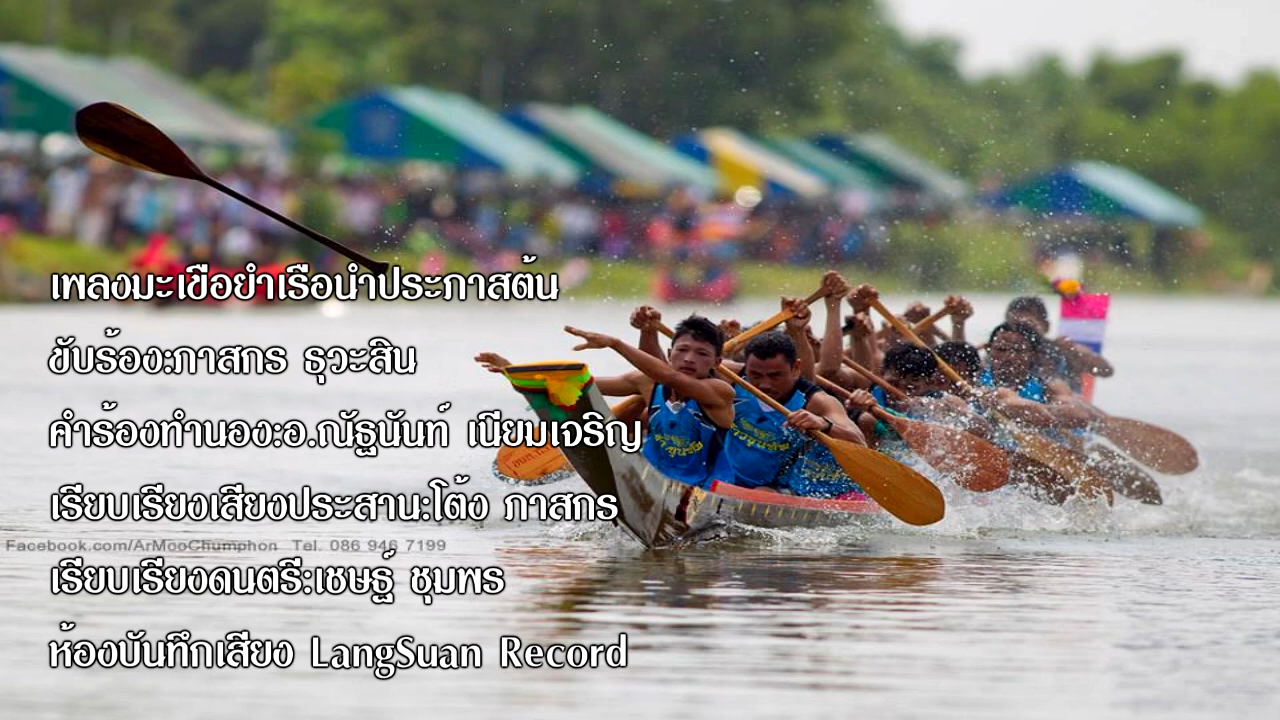 เพลงมะเขือยำเรือนำประกาสต้น
ขับร้อง:ภาสกร ธุวะสิน
คำร้องทำนอง:อ.ณัฐนันท์ เนียมเจริญ
เรียบเรียงเสียงประสาน:โต้ง ภาสกร
Facebook.com/ArMooChumphon Tel. 086 946 7199
เรียบเรียงดนตรี:เชษฐ์ ชุมพร
ห้องบันทึกเสียง LangSuan Record